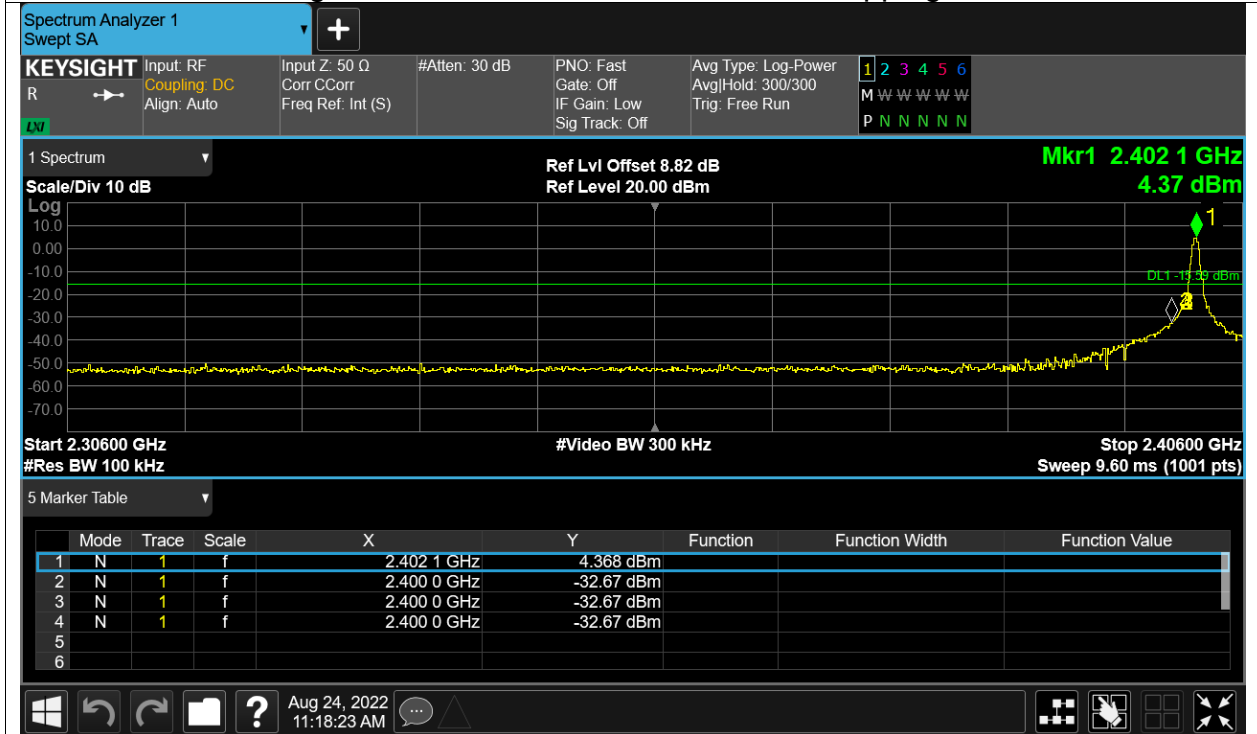 Spectrum Analyzer 1
Swept SA
KEYSIGHT Input: RF Input Z: 50 Ω #Atten: 30 dB PNO: Fast Avg Type: Log-Power 1 2 3 4 5 6
R Coupling: DC Corr CCorr Gate: Off Avg|Hold: 300/300 M W W W W W
Align: Auto Freq Ref: Int (S) IF Gain: Low Trig: Free Run
LXI Sig Track: Off P N N N N N
1 Spectrum Ref Lvl Offset 8.82 dB Mkr1 2.402 1 GHz
Scale/Div 10 dB Ref Level 20.00 dBm 4.37 dBm
Log
1
10.0
0.00
-10.0
DL1 -15.59 dBm
-20.0
-30.0
-40.0
-50.0
-60.0
-70.0
Start 2.30600 GHz #Video BW 300 kHz Stop 2.40600 GHz
#Res BW 100 kHz Sweep 9.60 ms (1001 pts)
5 Marker Table
Mode Trace Scale X Y Function Function Width Function Value
1 N 1 f 2.402 1 GHz 4.368 dBm
2 N 1 f 2.400 0 GHz -32.67 dBm
3 N 1 f 2.400 0 GHz -32.67 dBm
4 N 1 f 2.400 0 GHz -32.67 dBm
5
6
? Aug 24, 2022
11:18:23 AM